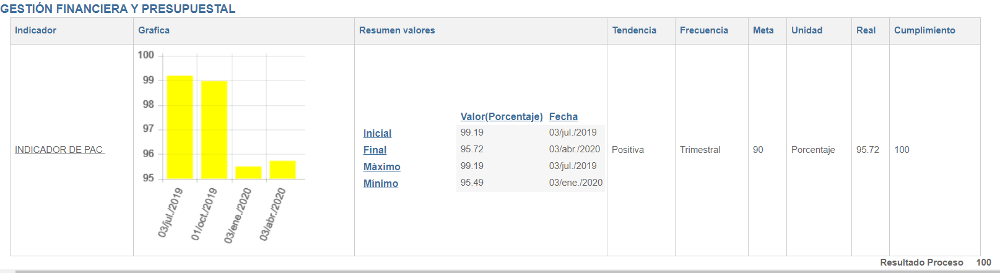 GESTIÓN FINANCIERA Y PRESUPUESTAL
Indicador Grafica Resumen valores Tendencia Frecuencia Meta Unidad Real Cumplimiento
INDICADOR DE PAC
100
99
98
97
96
95
03/jul./2019 01/oct./2019 03/ene./2020 03/abr./2020
Valor(Porcentaje) Fecha
Inicial 99.19 03/jul./2019
Final 95.72 03/abr./2020
Máximo 99.19 03/jul./2019
Mínimo 95.49 03/ene./2020
Positiva Trimestral 90 Porcentaje 95.72 100
Resultado Proceso 100